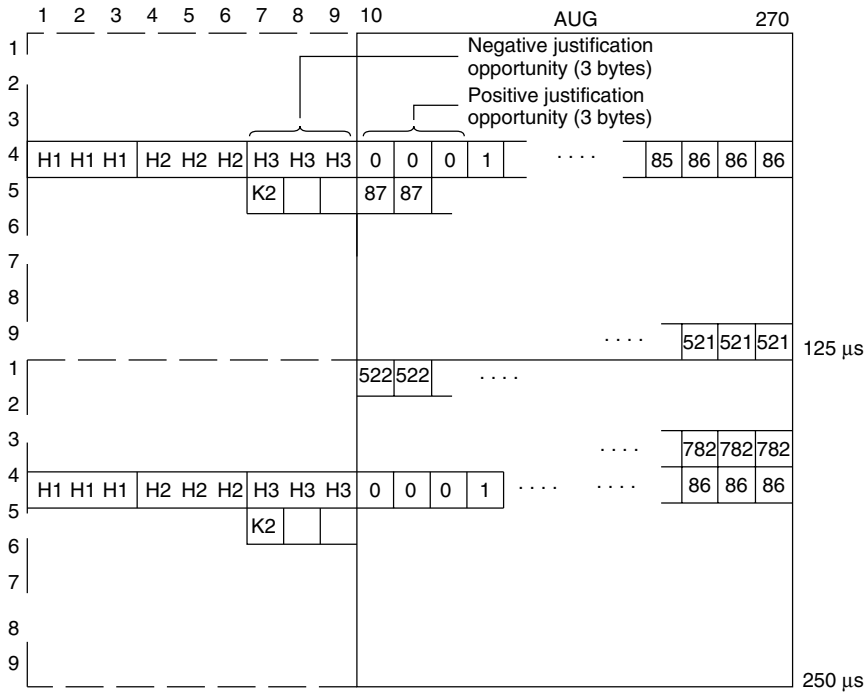 1 2 3 4 5 6 7 8 9 10 AUG 270
1
Negative justification
opportunity (3 bytes)
2
Positive justification
opportunity (3 bytes)
3
4 H1 H1 H1 H2 H2 H2 H3 H3 H3 0 0 0 1 .... 85 86 86 86
5 K2 87 87
6
7
8
9 .... 521 521 521
125 µs
1 522 522 ....
2
3 .... 782 782 782
4 H1 H1 H1 H2 H2 H2 H3 H3 H3 0 0 0 1 .... .... 86 86 86
5 K2
6
7
8
9
250 µs